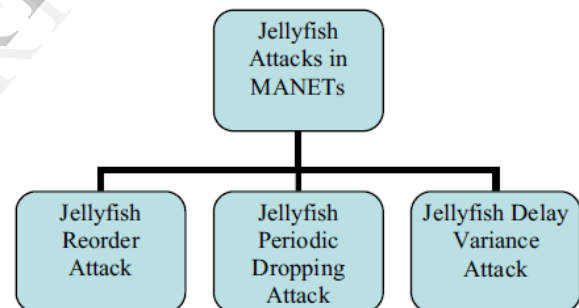 Jellyfish
Attacks in
MANETs
Jellyfish
Reorder
Attack
Jellyfish
Periodic
Dropping
Attack
Jellyfish Delay
Variance
Attack